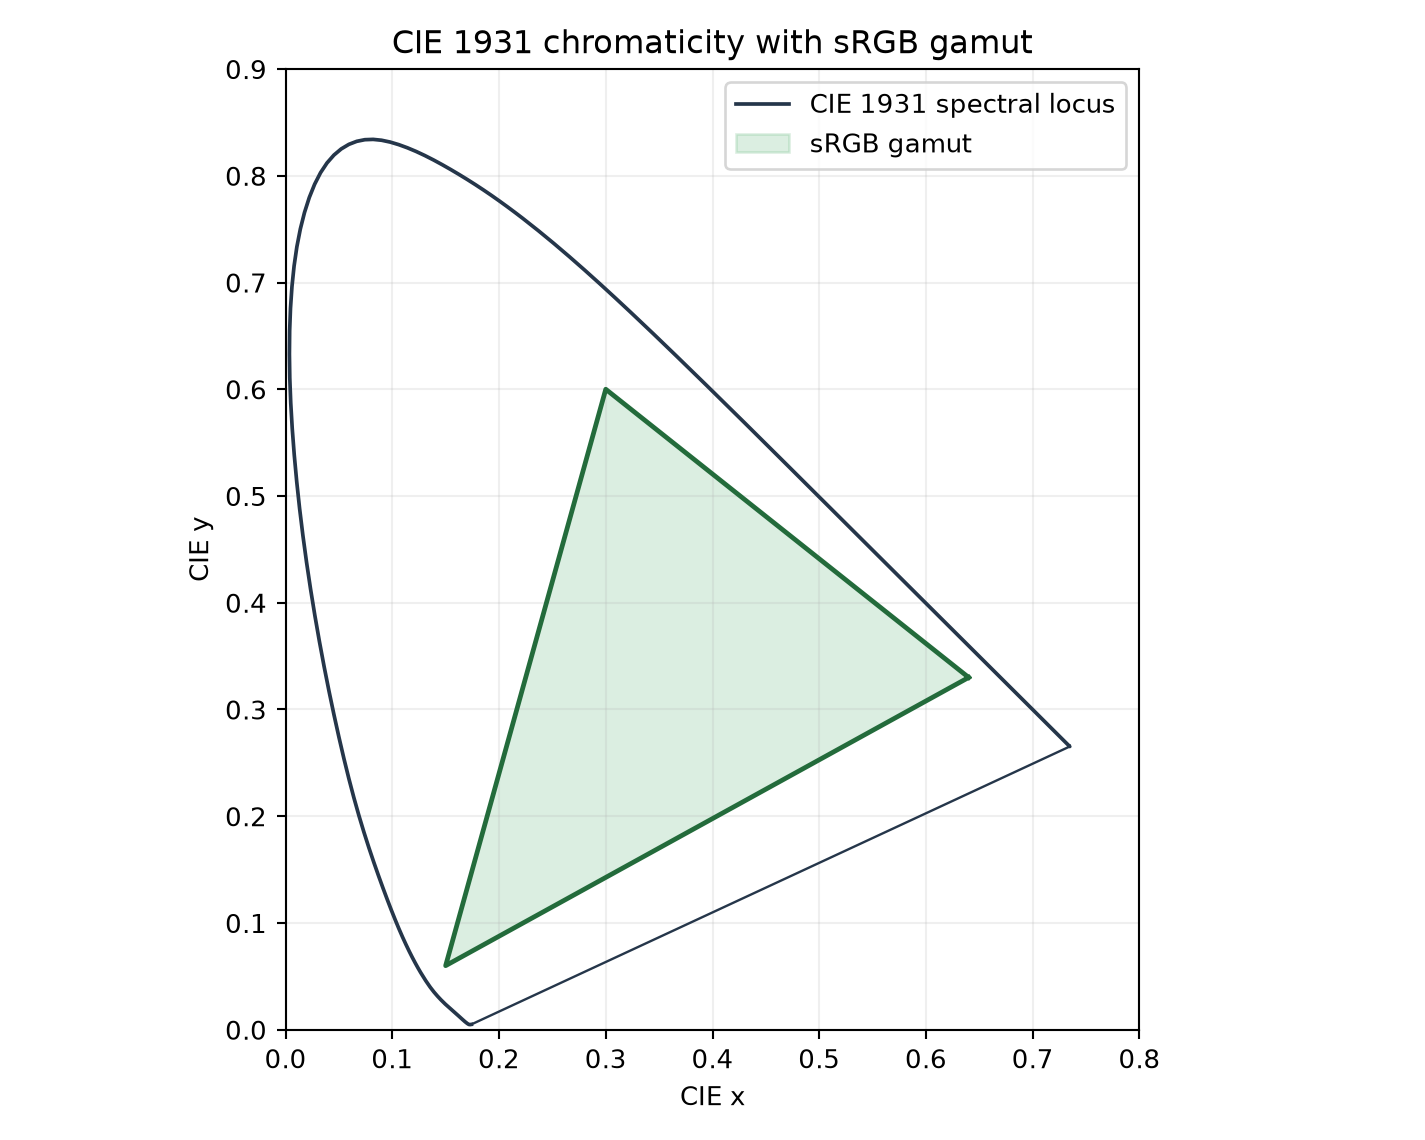 CIE 1931 chromaticity with sRGB gamut
CIE 1931 spectral locus
sRGB gamut
0.9
0.8
0.7
0.6
0.5
0.4
0.3
0.2
0.1
0.0
CIE y
0.0 0.1 0.2 0.3 0.4 0.5 0.6 0.7 0.8
CIE x